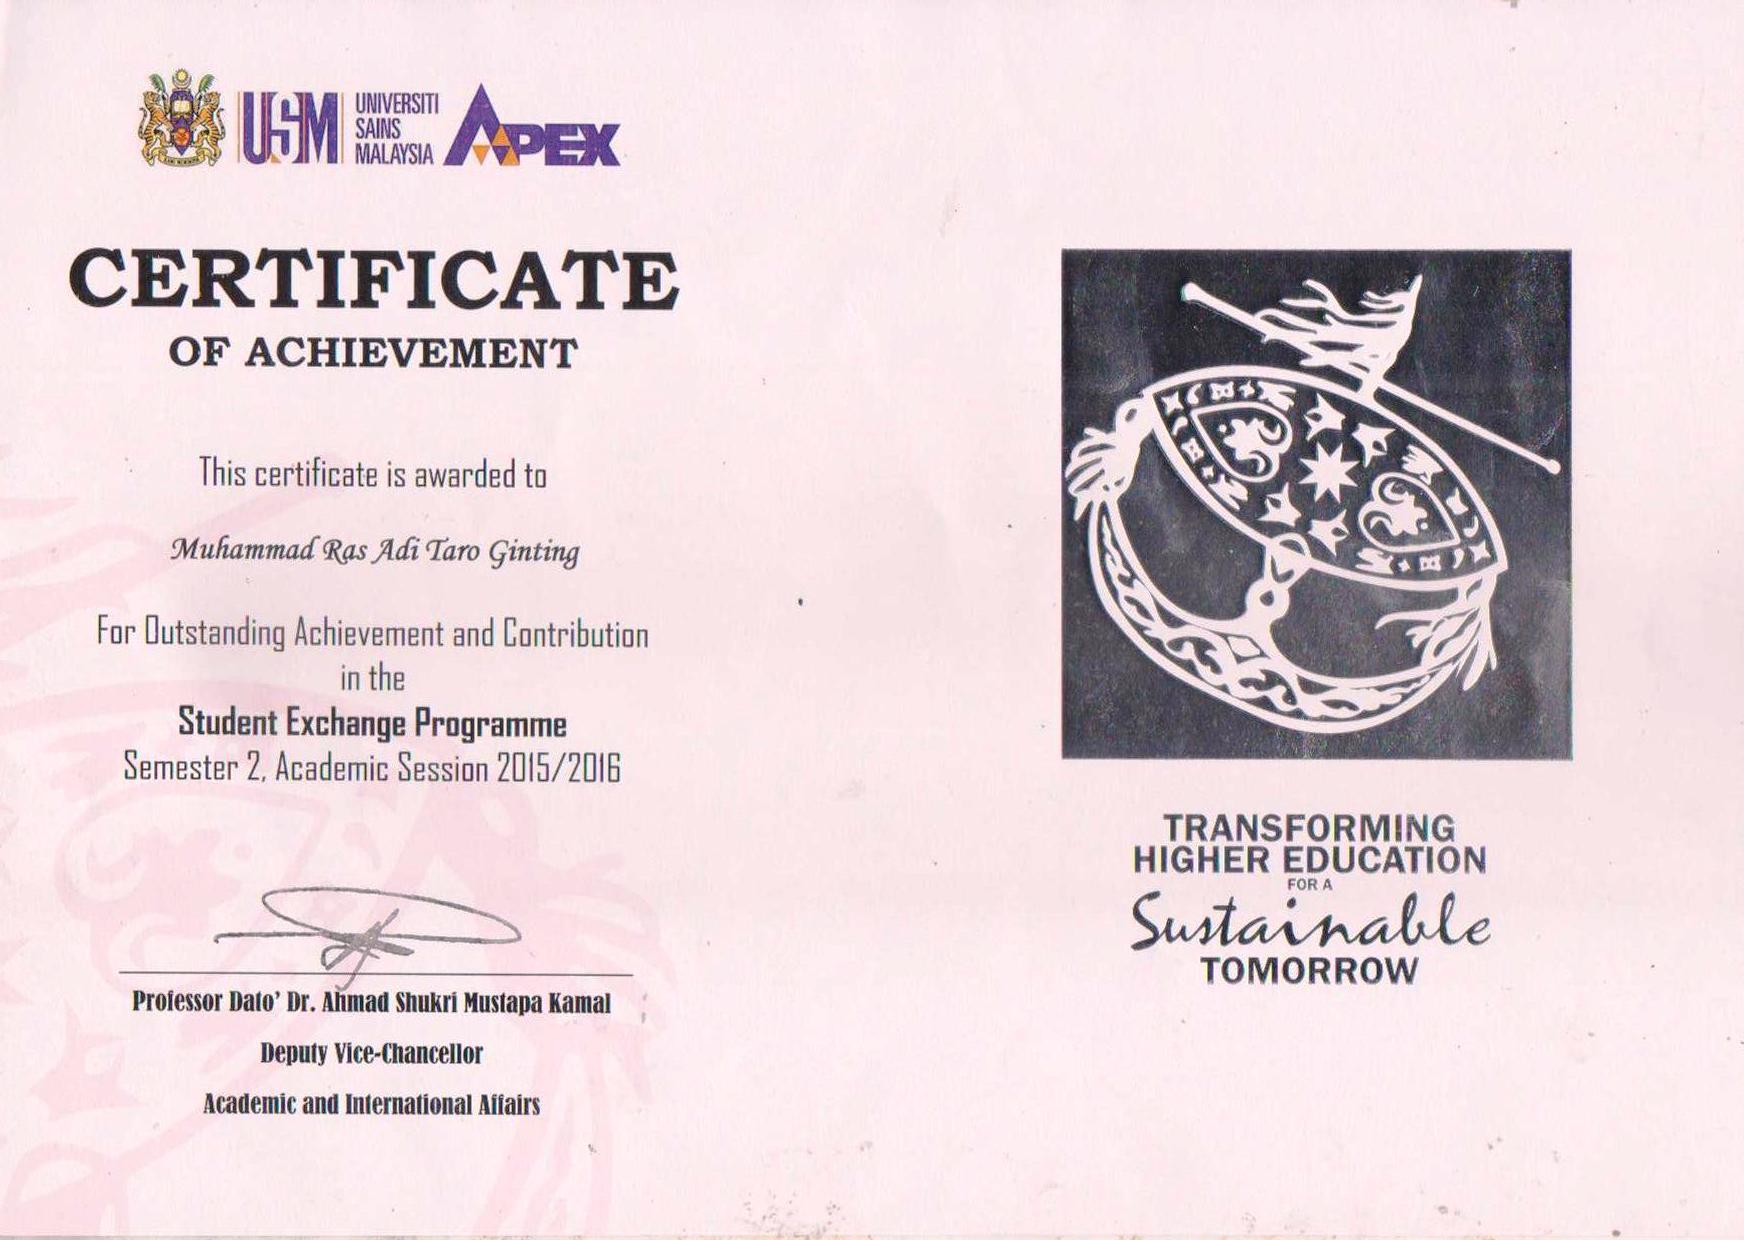 USM UNIVERSITI SAINS MALAYSIA APEX
CERTIFICATE
OF ACHIEVEMENT
This certificate is awarded to
Muhammad Ras Adi Taro Ginting
For Outstanding Achievement and Contribution
in the
Student Exchange Programme
Semester 2, Academic Session 2015/2016
Professor Dato' Dr. Ahmad Shukri Mustapa Kamal
Deputy Vice-Chancellor
Academic and International Affairs
TRANSFORMING
HIGHER EDUCATION
FOR A
Sustainable
TOMORROW